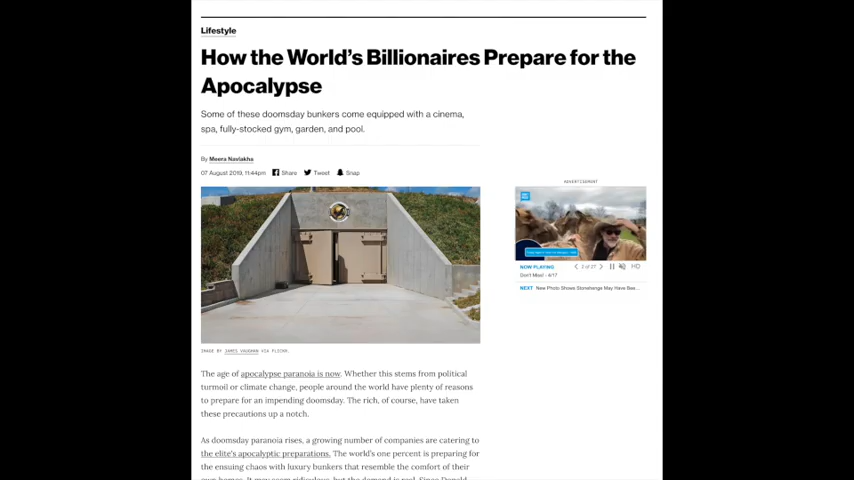 Lifestyle
How the World's Billionaires Prepare for the
Apocalypse
Some of these doomsday bunkers come equipped with a cinema,
spa, fully-stocked gym, garden, and pool.
By Meera Navlakha
07 August 2019, 11:44pm Share Tweet Snap
ADVERTISEMENT
NOW PLAYING 2 of 27 HD
Don't Miss! - 4/17
NEXT New Photo Shows Stonehenge May Have Bee...
IMAGE BY JAMES VAUGHAN VIA FLICKR.
The age of apocalypse paranoia is now. Whether this stems from political
turmoil or climate change, people around the world have plenty of reasons
to prepare for an impending doomsday. The rich, of course, have taken
these precautions up a notch.
As doomsday paranoia rises, a growing number of companies are catering to
the elite's apocalyptic preparations. The world's one percent is preparing for
the ensuing chaos with luxury bunkers that resemble the comfort of their
own homes. It may seem ridiculous, but the demand is real. Since Donald